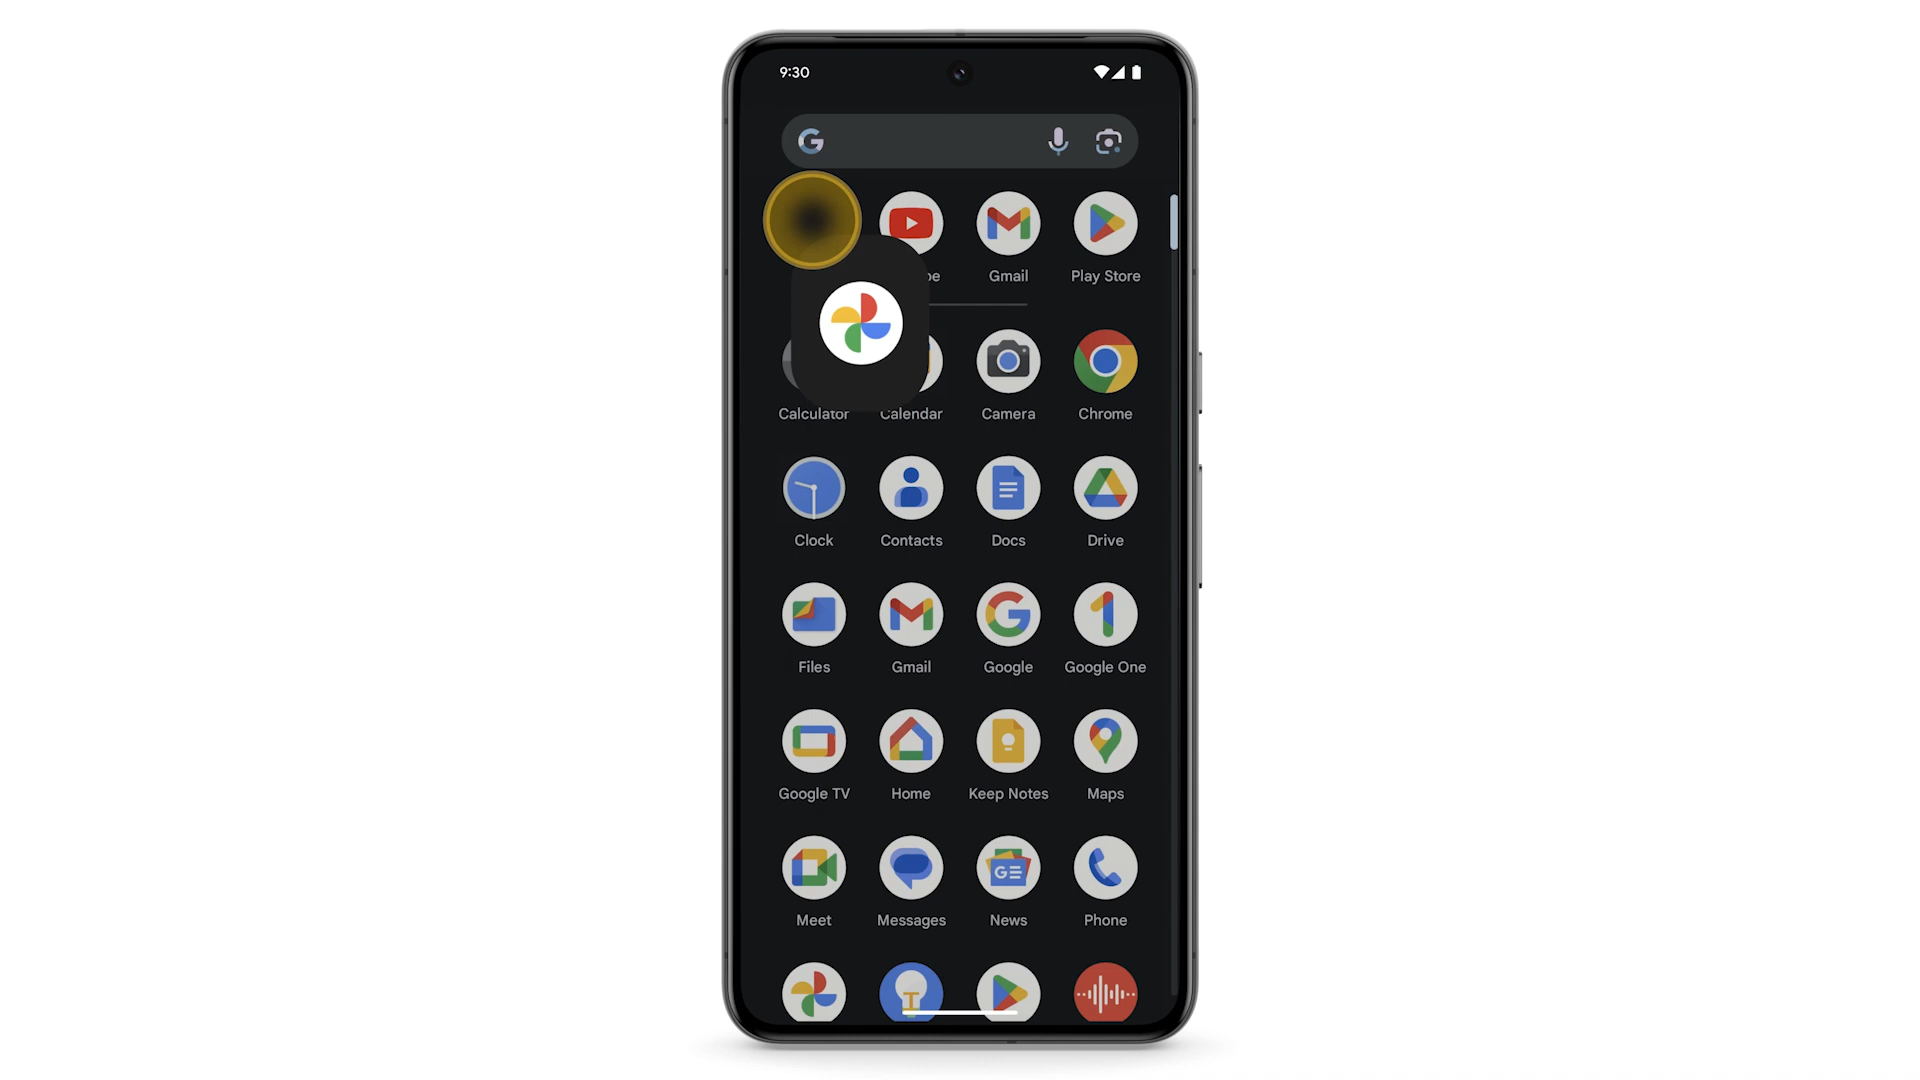 9:30
be Gmail Play Store
Calculator Calendar Camera Chrome
Clock Contacts Docs Drive
Files Gmail Google Google One
Google TV Home Keep Notes Maps
Meet Messages News Phone